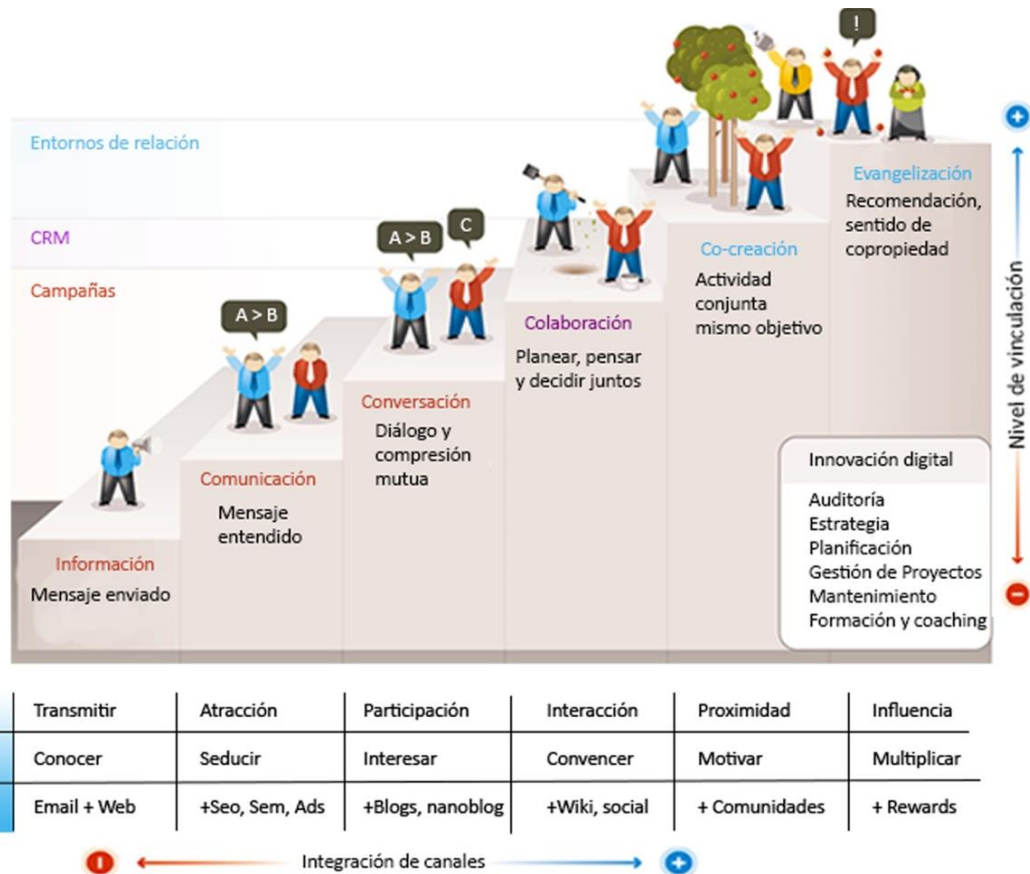 !
Entornos de relación
CRM
Campañas
A > B
C
A > B
Evangelización
Recomendación,
sentido de
copropiedad
Co-creación
Actividad
conjunta
mismo objetivo
Colaboración
Planear, pensar
y decidir juntos
Conversación
Diálogo y
compresión
mutua
Comunicación
Mensaje
entendido
Información
Mensaje enviado
Nivel de vinculación
Innovación digital
Auditoría
Estrategia
Planificación
Gestión de Proyectos
Mantenimiento
Formación y coaching
Transmitir Atracción Participación Interacción Proximidad Influencia
Conocer Seducir Interesar Convencer Motivar Multiplicar
Email + Web +Seo, Sem, Ads +Blogs, nanoblog +Wiki, social + Comunidades + Rewards
Integración de canales